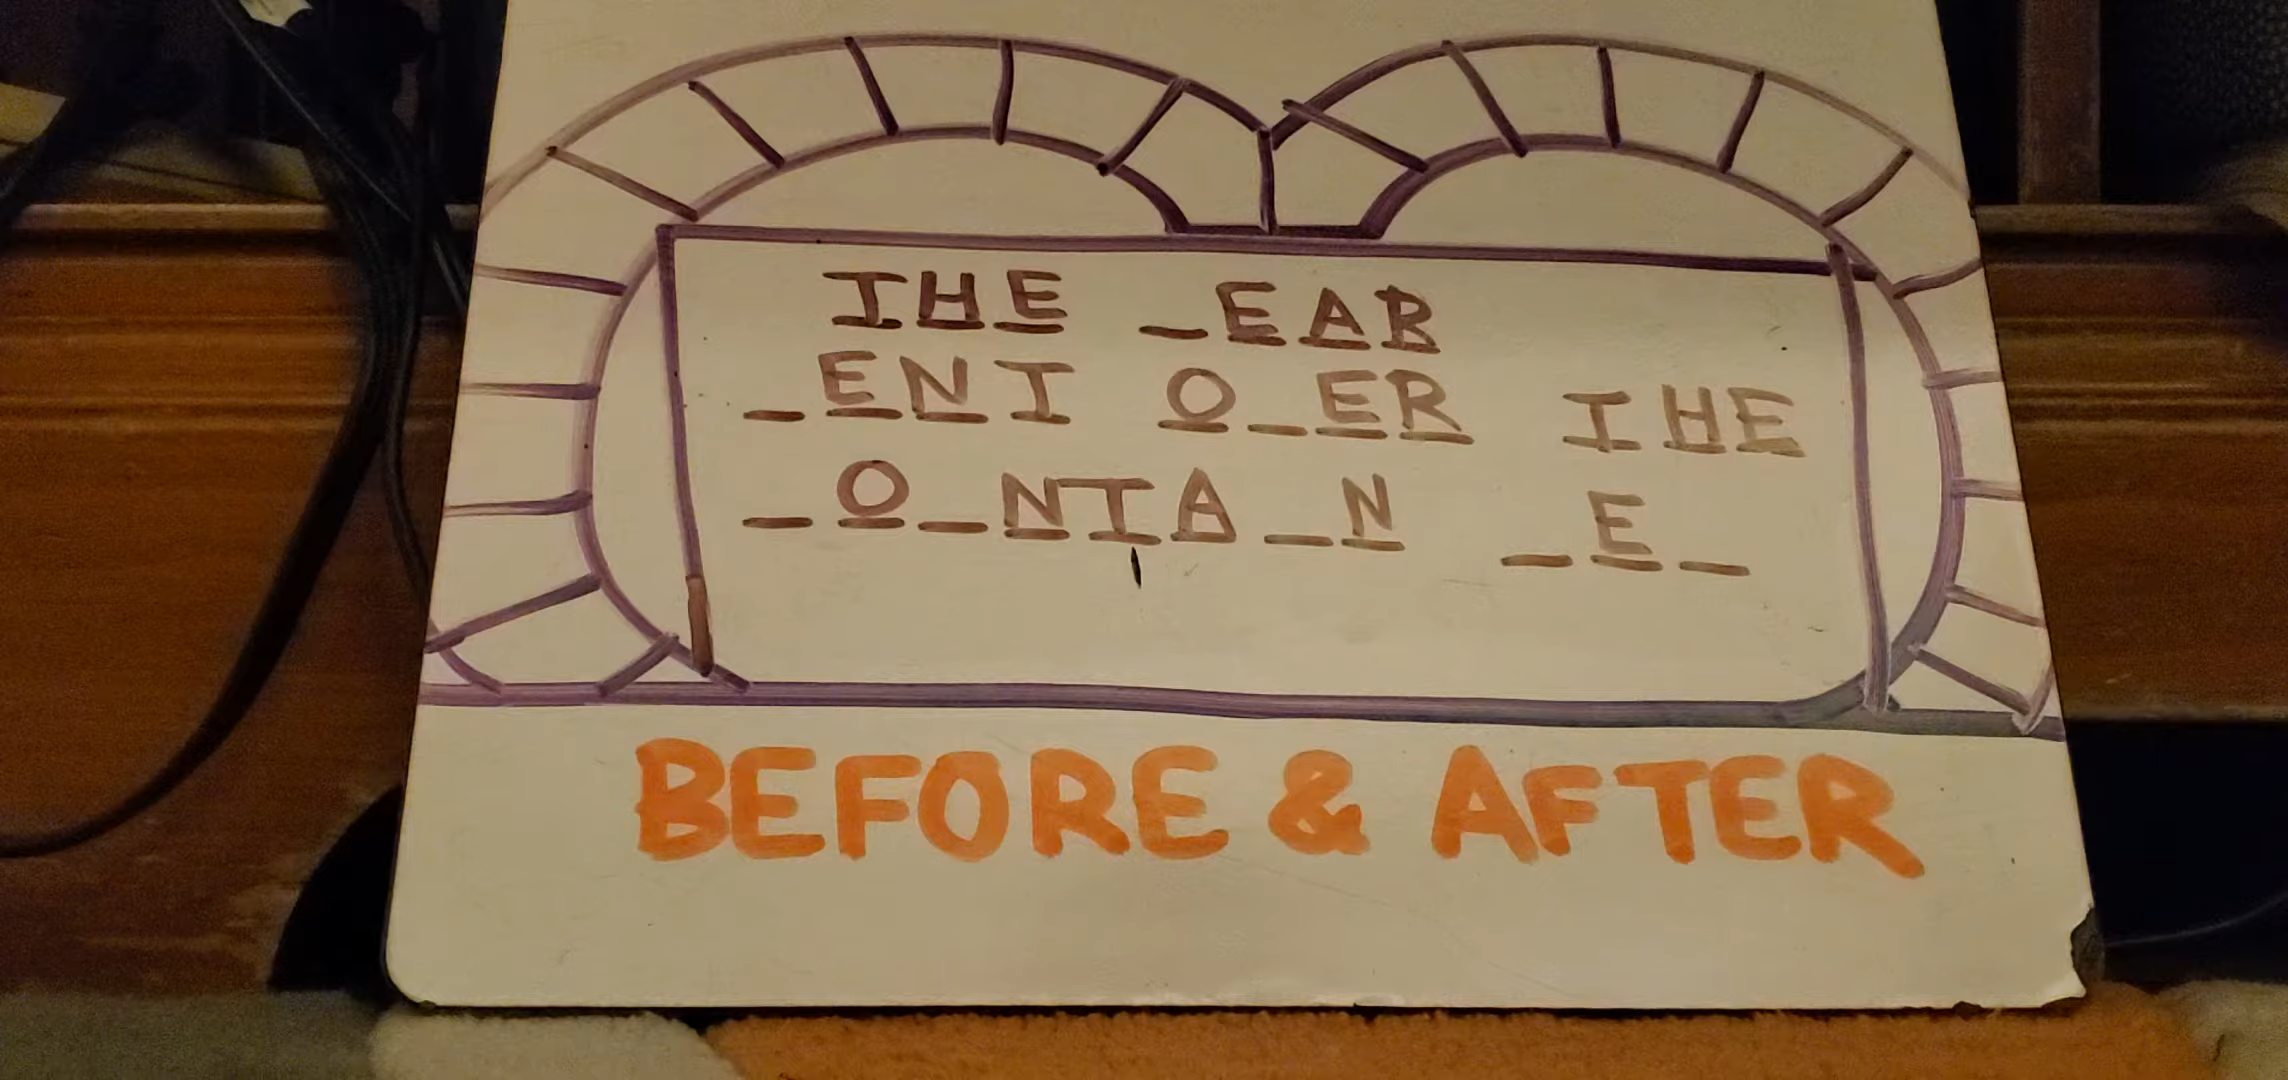 THE _EAR
_ENT O_ER THE
_O_NTA_N _E_
BEFORE & AFTER